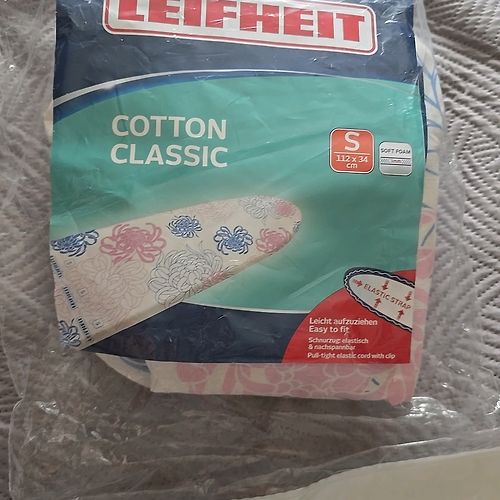 LEIFHEIT
COTTON
CLASSIC
S
112 x 34
cm
SOFT FOAM
ELASTIC STRAP
Leicht aufzuziehen
Easy to fit
Schnurzug: elastisch
& nachspannbar
Pull-tight elastic cord with clip